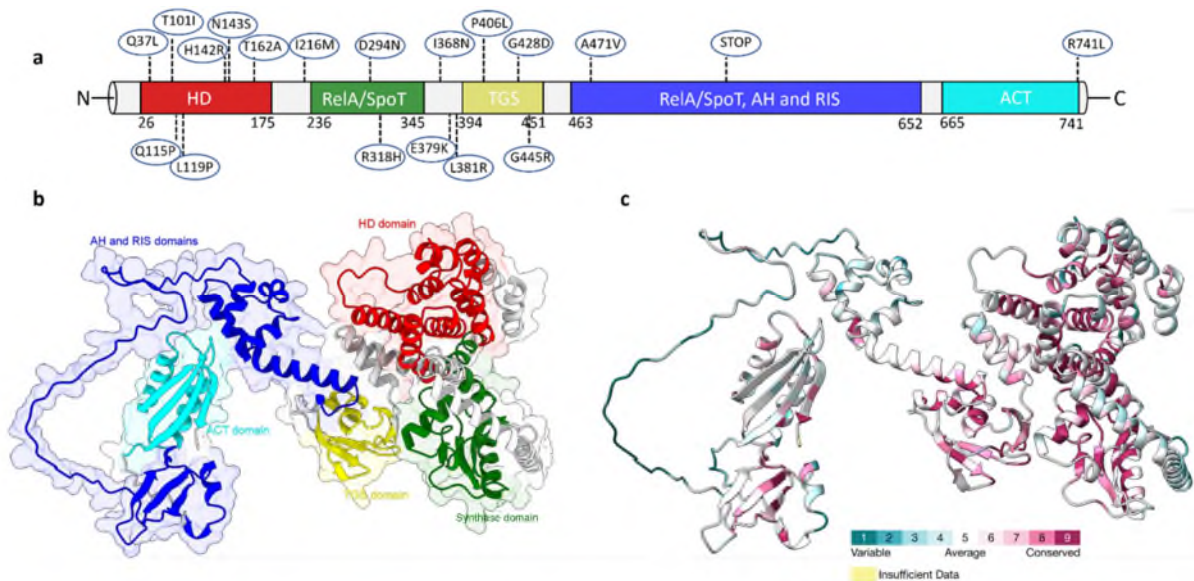 a
T101I N143S P406L
Q37L H142R T162A I216M D294N I368N G428D A471V STOP R741L
N HD RelA/SpoT TGS RelA/SpoT, AH and RIS ACT C
26 175 236 345 394 451 463 652 665 741
Q115P L119P R318H E379K L381R G445R
b
AH and RIS domains
HD domain
ACT domain
TGS domain
Synthase domain
c
1 2 3 4 5 6 7 8 9
Variable Average Conserved
Insufficient Data